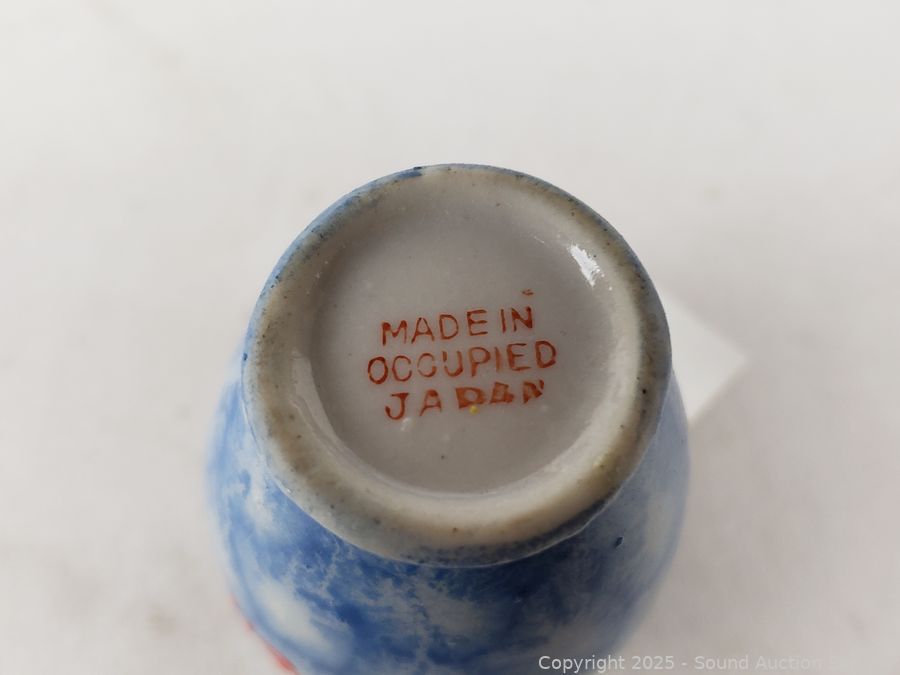 MADE IN
OCCUPIED
JAPAN
Copyright © 2025 - Sound Auction